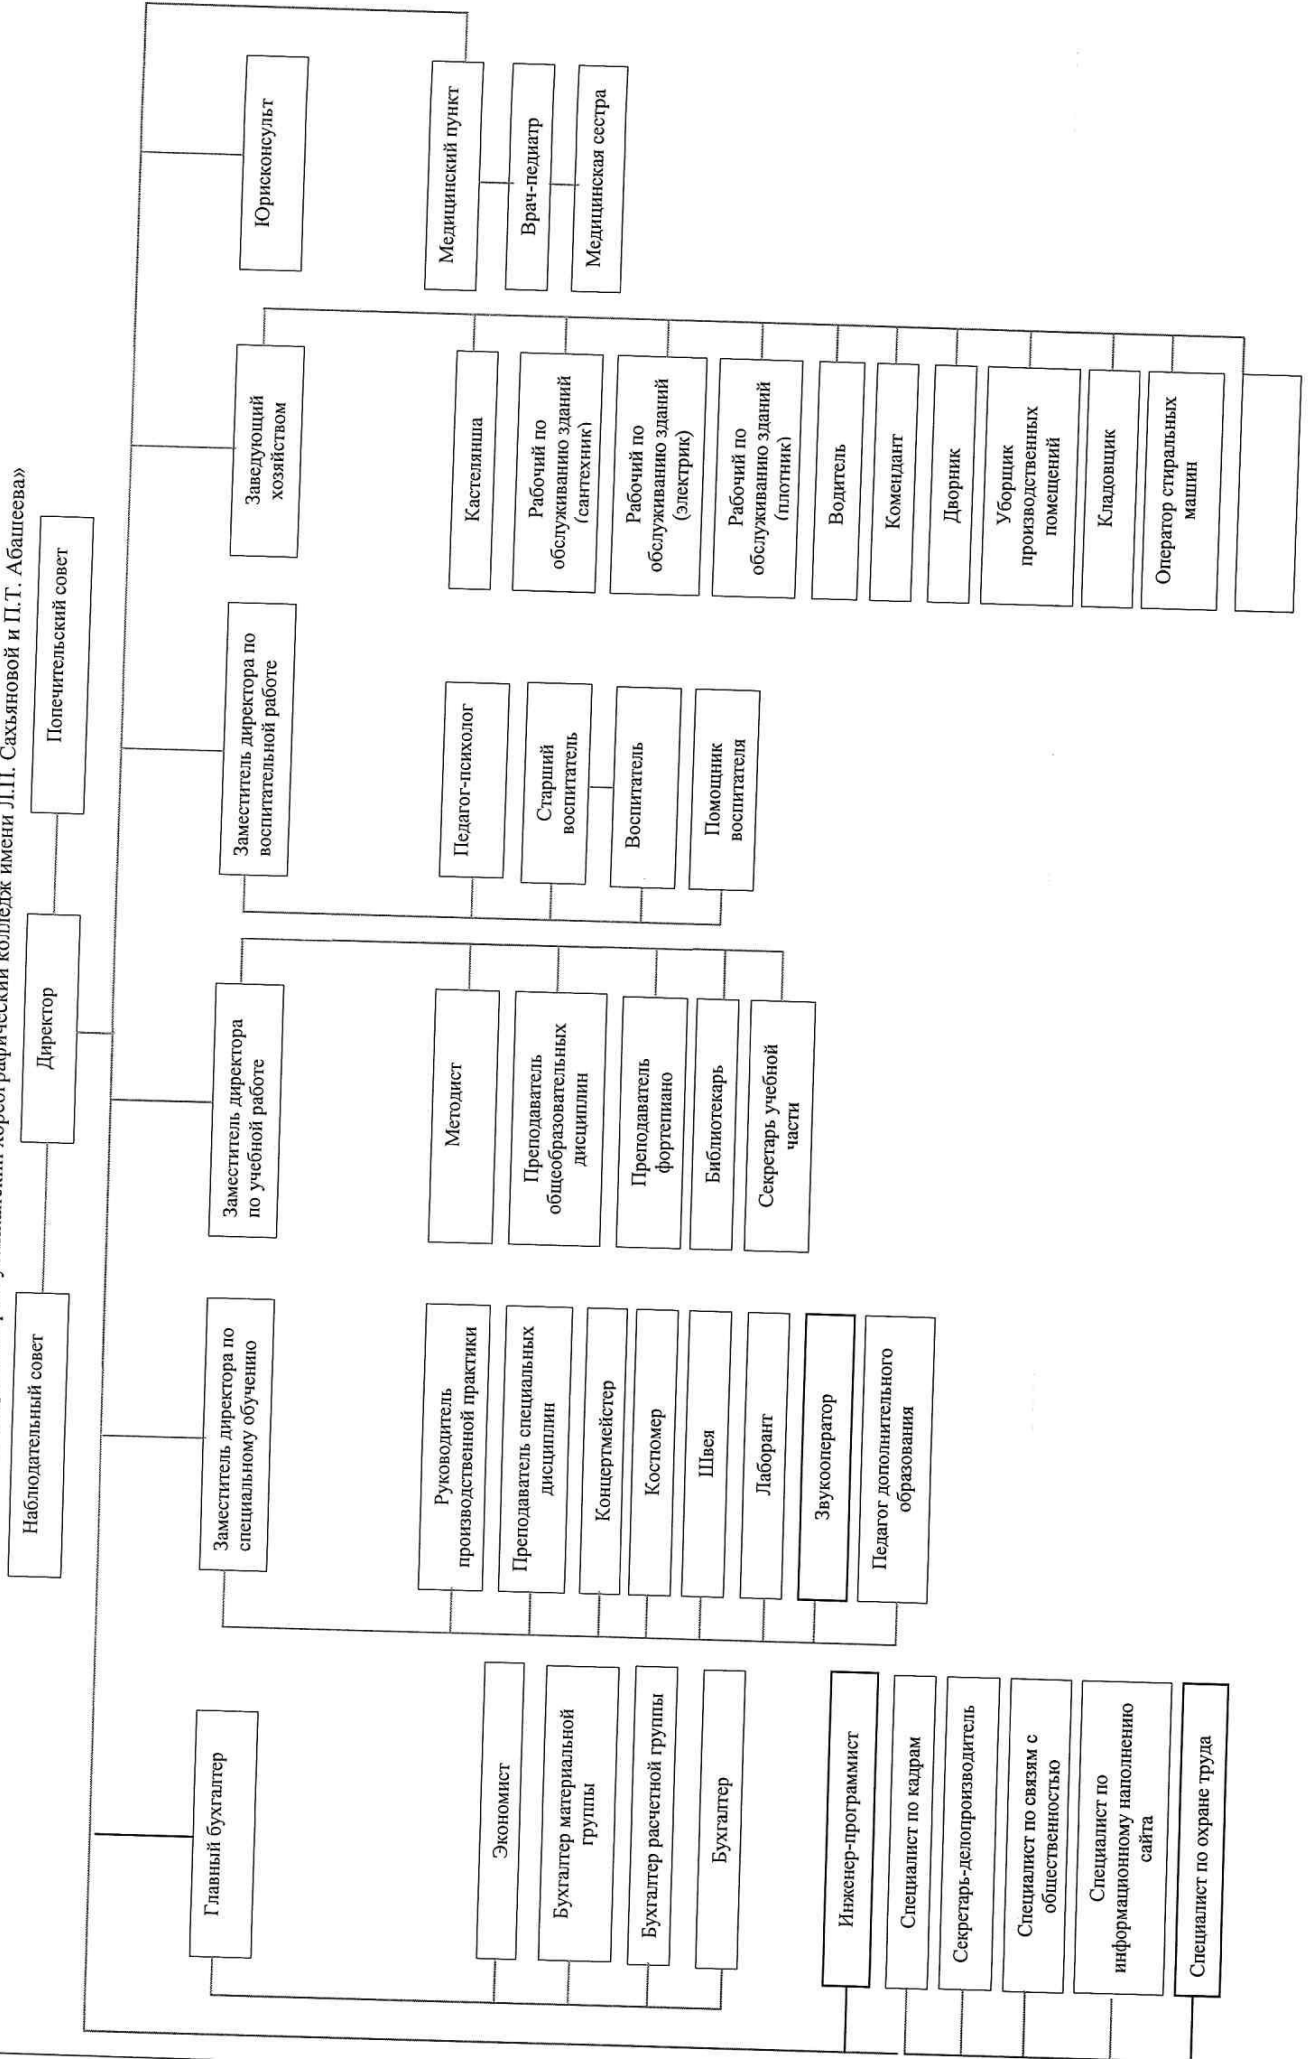 хореографический колледж имени Л.П. Сахьяновой и П.Т. Абашеева»
Наблюдательный совет
Директор
Попечительский совет
Главный бухгалтер
Заместитель директора по
специальному обучению
Заместитель директора
по учебной работе
Заместитель директора по
воспитательной работе
Заведующий
хозяйством
Юрисконсульт
Экономист
Бухгалтер материальной
группы
Бухгалтер расчетной группы
Бухгалтер
Инженер-программист
Специалист по кадрам
Секретарь-делопроизводитель
Специалист по связям с
общественностью
Специалист по
информационному наполнению
сайта
Специалист по охране труда
Руководитель
производственной практики
Преподаватель специальных
дисциплин
Концертмейстер
Костюмер
Швея
Лаборант
Звукооператор
Педагог дополнительного
образования
Методист
Преподаватель
общеобразовательных
дисциплин
Преподаватель
фортепиано
Библиотекарь
Секретарь учебной
части
Педагог-психолог
Старший
воспитатель
Воспитатель
Помощник
воспитателя
Кастелянша
Рабочий по
обслуживанию зданий
(сантехник)
Рабочий по
обслуживанию зданий
(электрик)
Рабочий по
обслуживанию зданий
(плотник)
Водитель
Комендант
Дворник
Уборщик
производственных
помещений
Кладовщик
Оператор стиральных
машин
Медицинский пункт
Врач-педиатр
Медицинская сестра